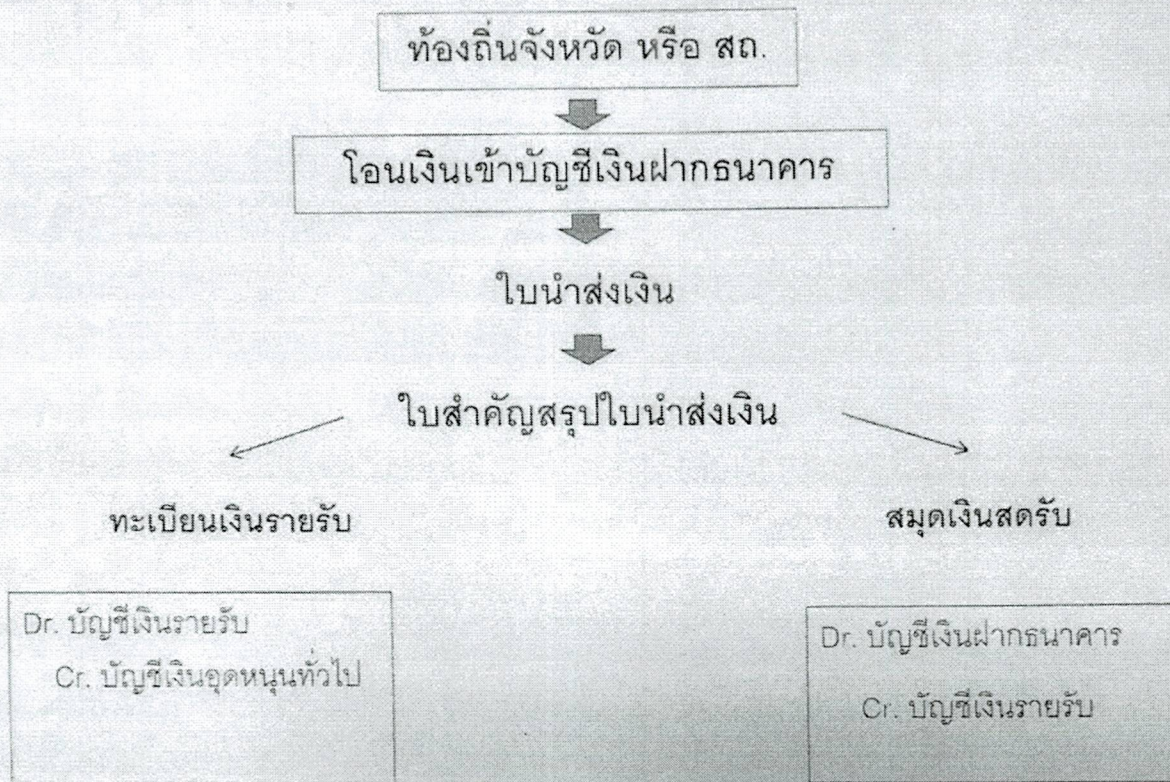 ท้องถิ่นจังหวัด หรือ สถ.
โอนเงินเข้าบัญชีเงินฝากธนาคาร
ใบนำส่งเงิน
ใบสำคัญสรุปใบนำส่งเงิน
ทะเบียนเงินรายรับ
สมุดเงินสดรับ
Dr. บัญชีเงินรายรับ
Cr. บัญชีเงินอุดหนุนทั่วไป
Dr. บัญชีเงินฝากธนาคาร
Cr. บัญชีเงินรายรับ